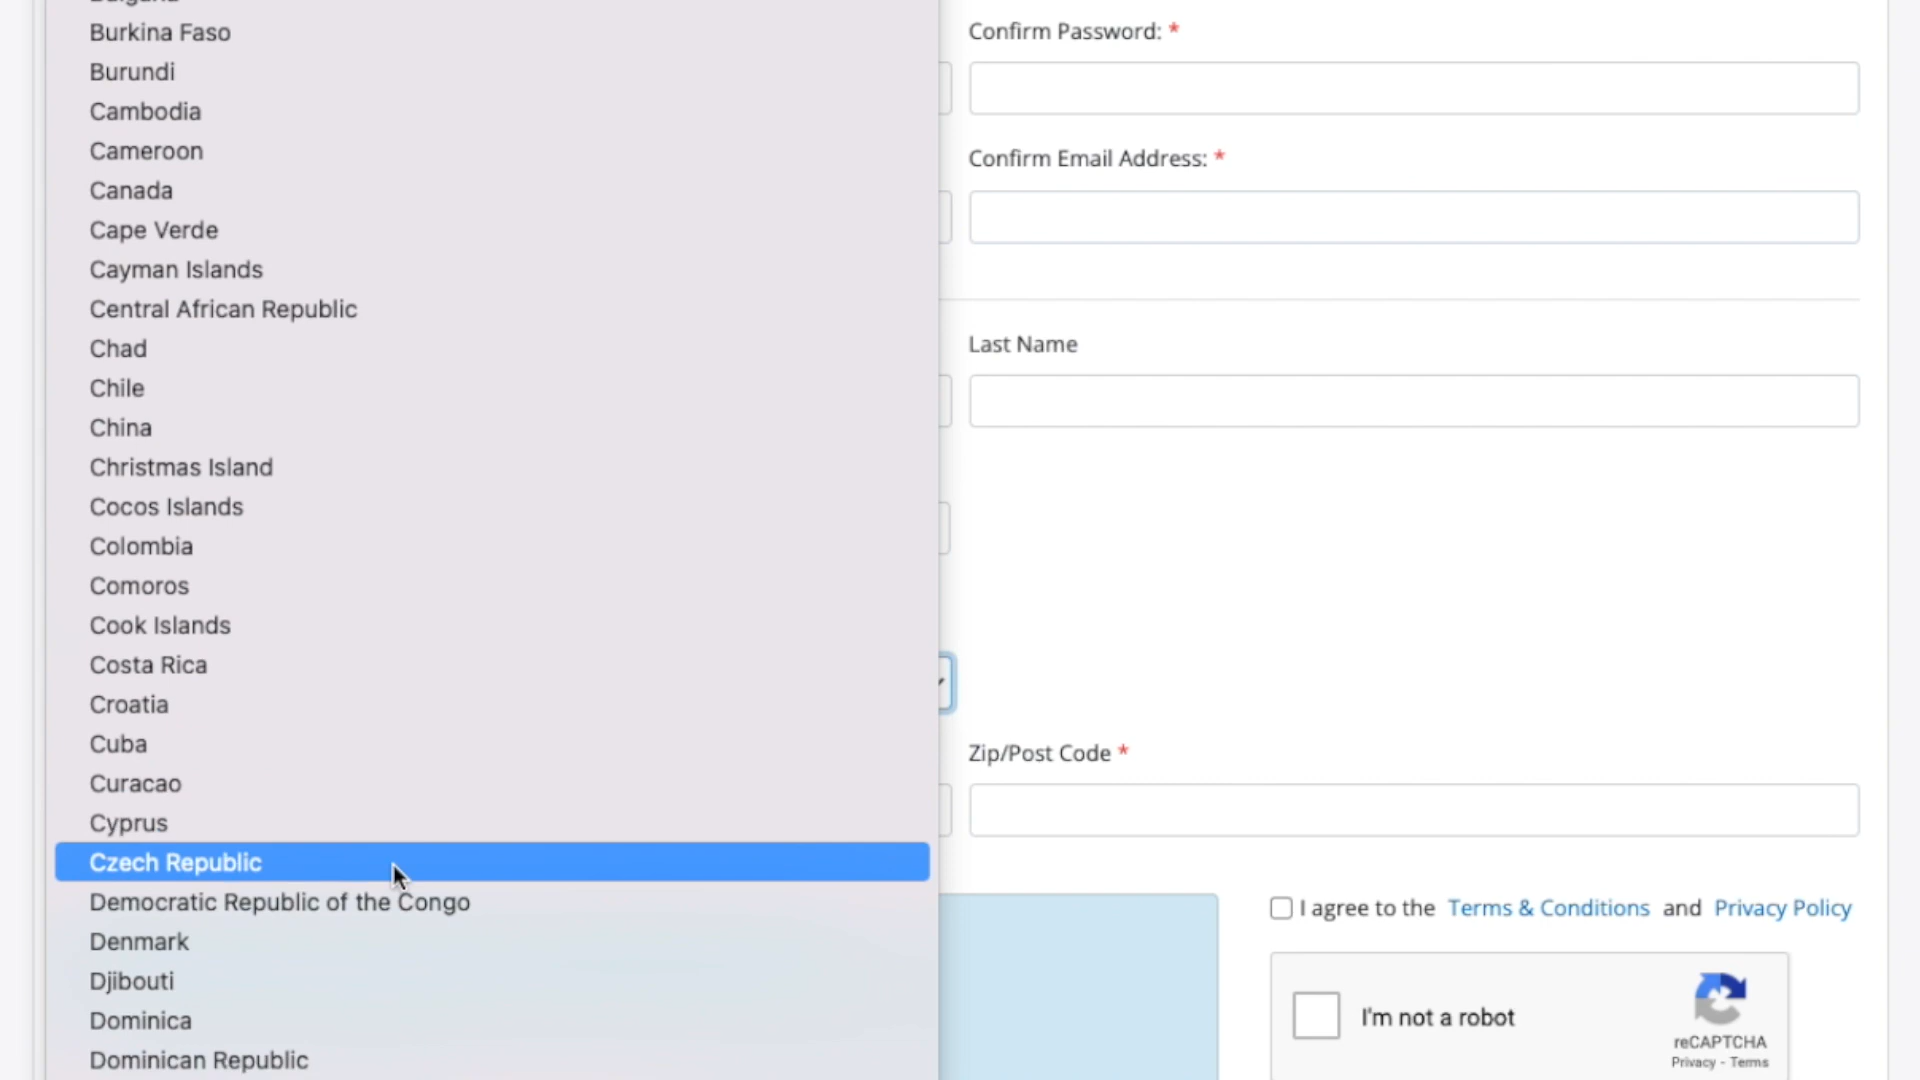 Burkina Faso
Burundi
Cambodia
Cameroon
Canada
Cape Verde
Cayman Islands
Central African Republic
Chad
Chile
China
Christmas Island
Cocos Islands
Colombia
Comoros
Cook Islands
Costa Rica
Croatia
Cuba
Curacao
Cyprus
Czech Republic
Democratic Republic of the Congo
Denmark
Djibouti
Dominica
Dominican Republic
Confirm Password: *
Confirm Email Address: *
Last Name
Zip/Post Code *
I agree to the Terms & Conditions and Privacy Policy
I'm not a robot
reCAPTCHA
Privacy - Terms